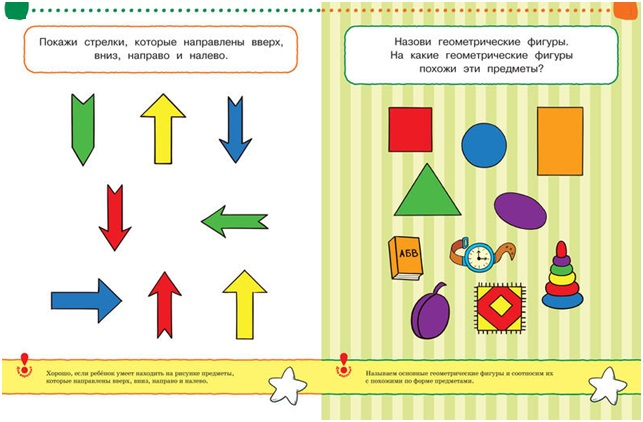 Покажи стрелки, которые направлены вверх,
вниз, направо и налево.
Хорошо, если ребёнок умеет находить на рисунке предметы,
которые направлены вверх, вниз, направо и налево.
Назови геометрические фигуры.
На какие геометрические фигуры
похожи эти предметы?
АБВ
Называем основные геометрические фигуры и соотносим их
с похожими по форме предметами.